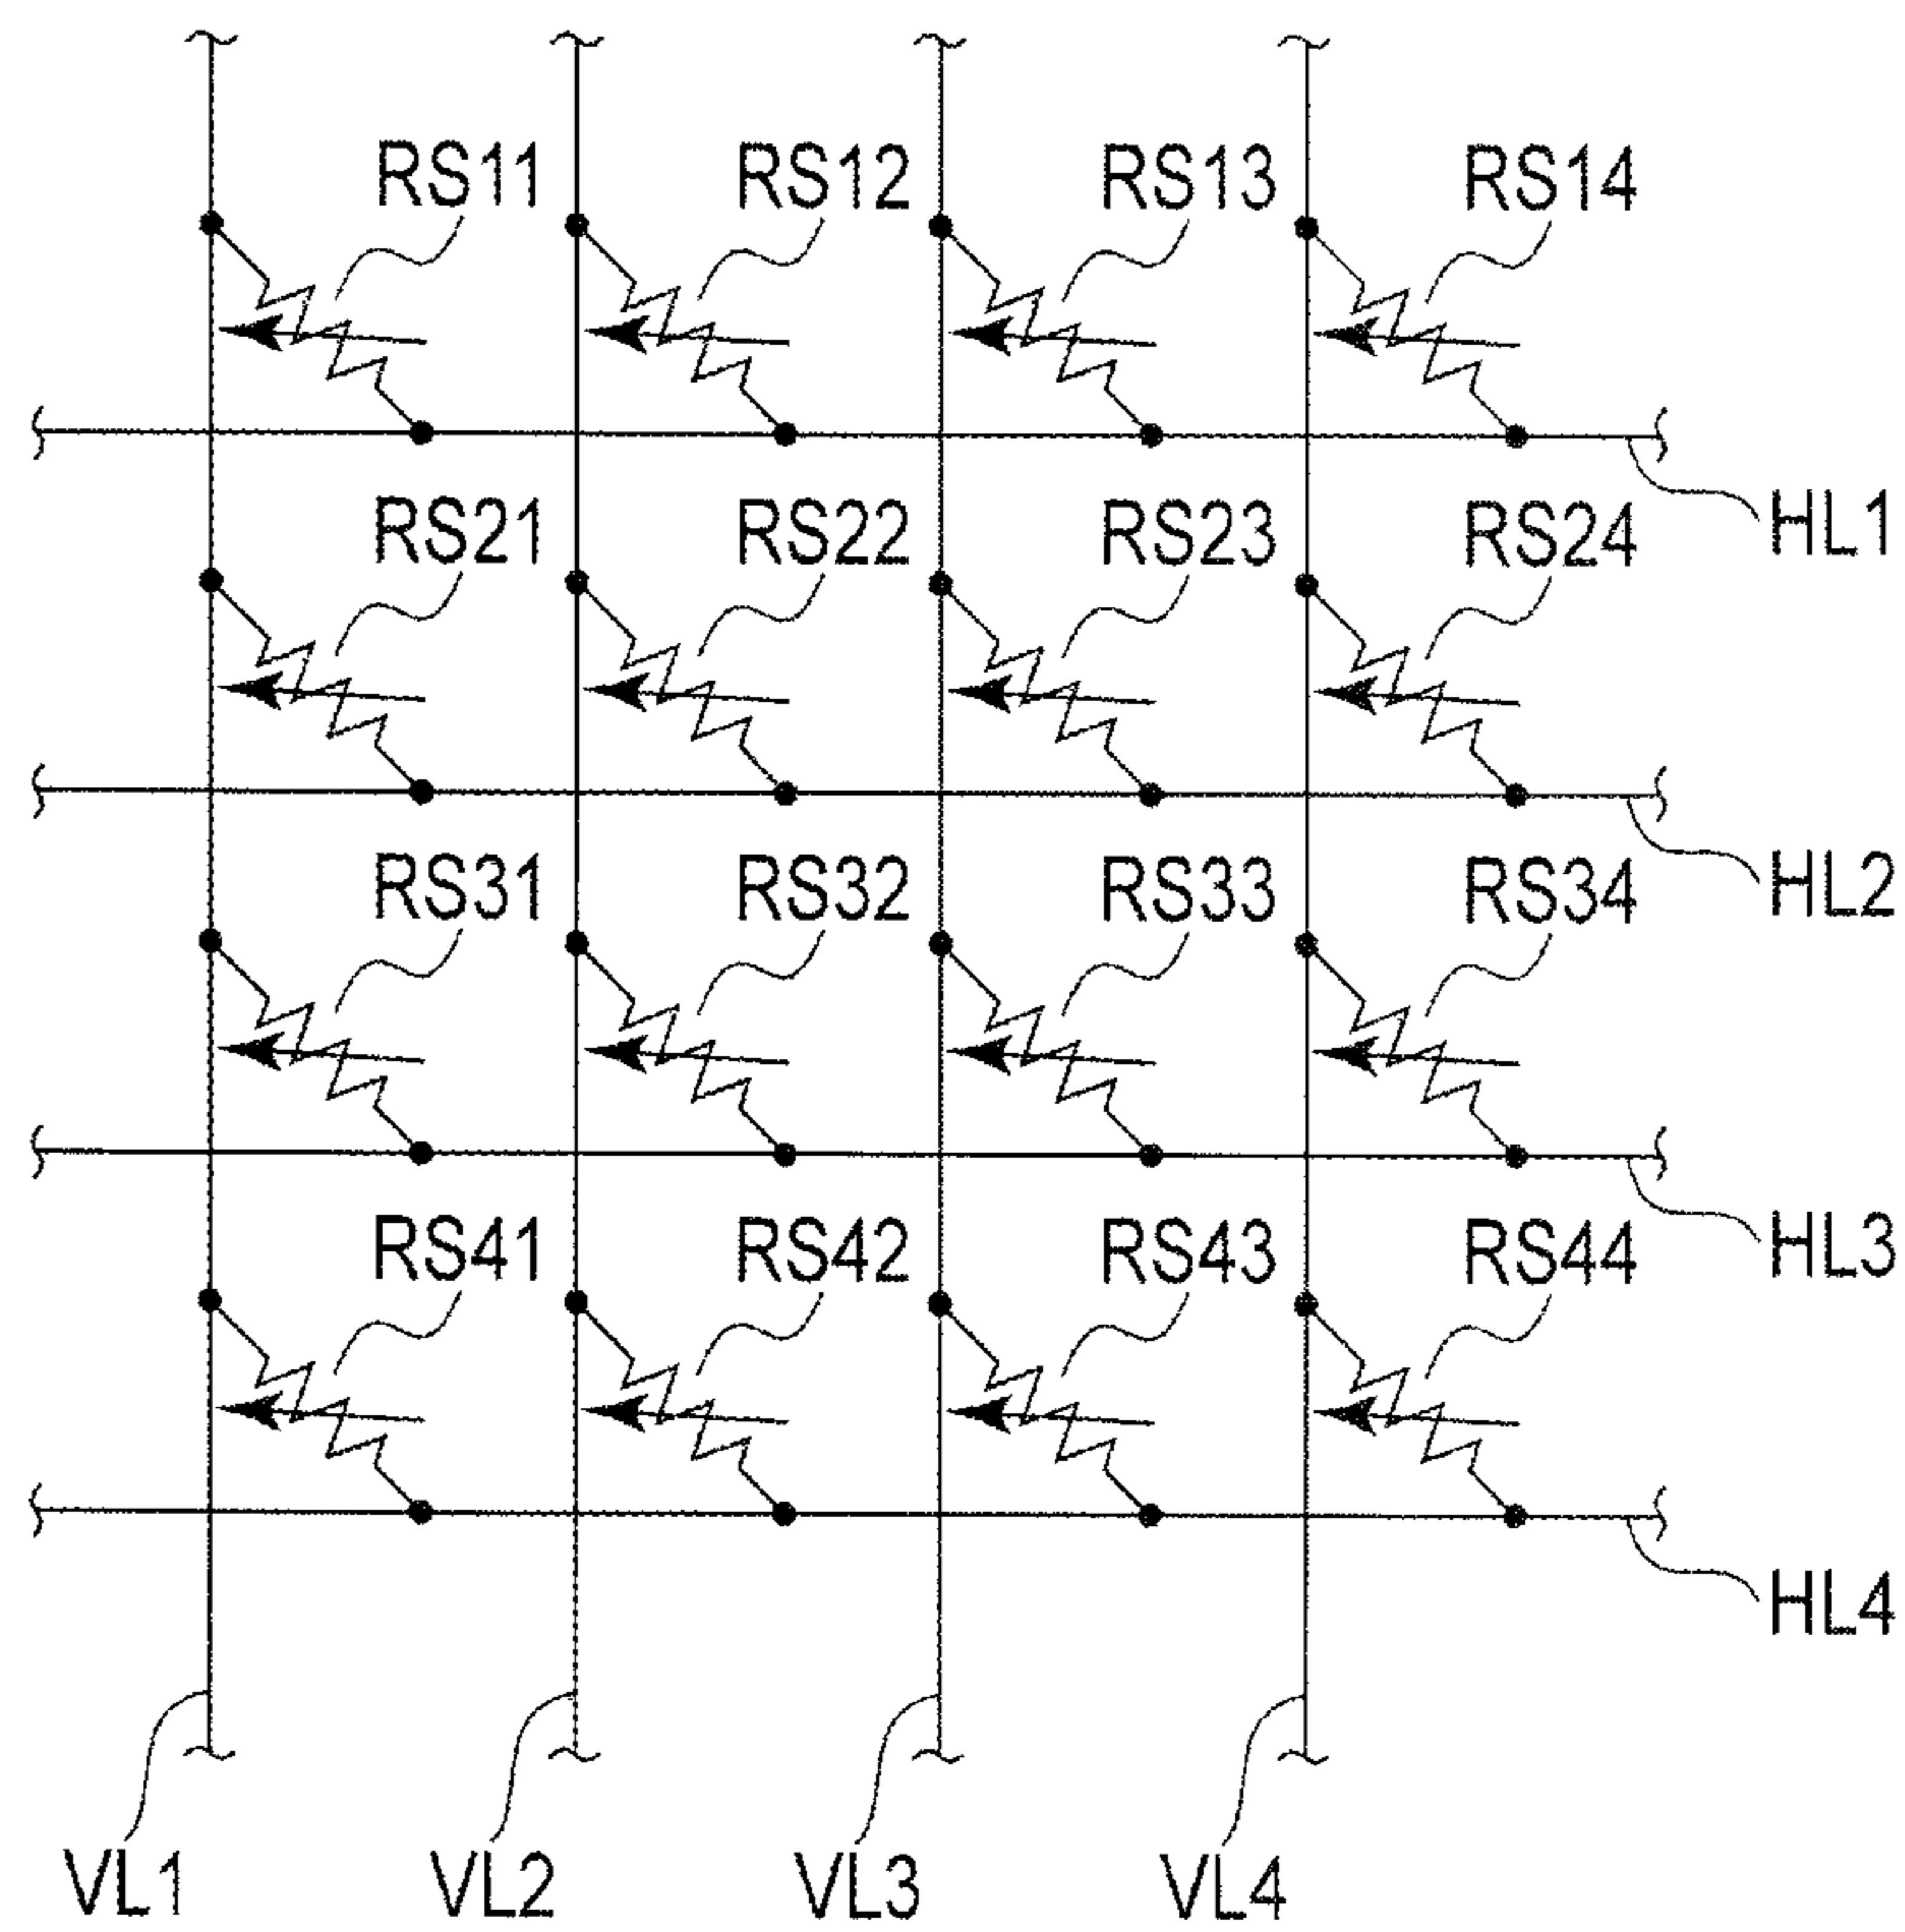 RS11 RS12 RS13 RS14
HL1
RS21 RS22 RS23 RS24
HL2
RS31 RS32 RS33 RS34
HL3
RS41 RS42 RS43 RS44
HL4
VL1 VL2 VL3 VL4